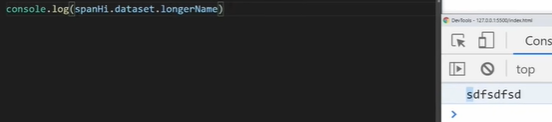 console.log(spanHi.dataset.longerName)
DevTools - 127.0.0.1:5500/index.html
Cons
top
sdfsdfsd